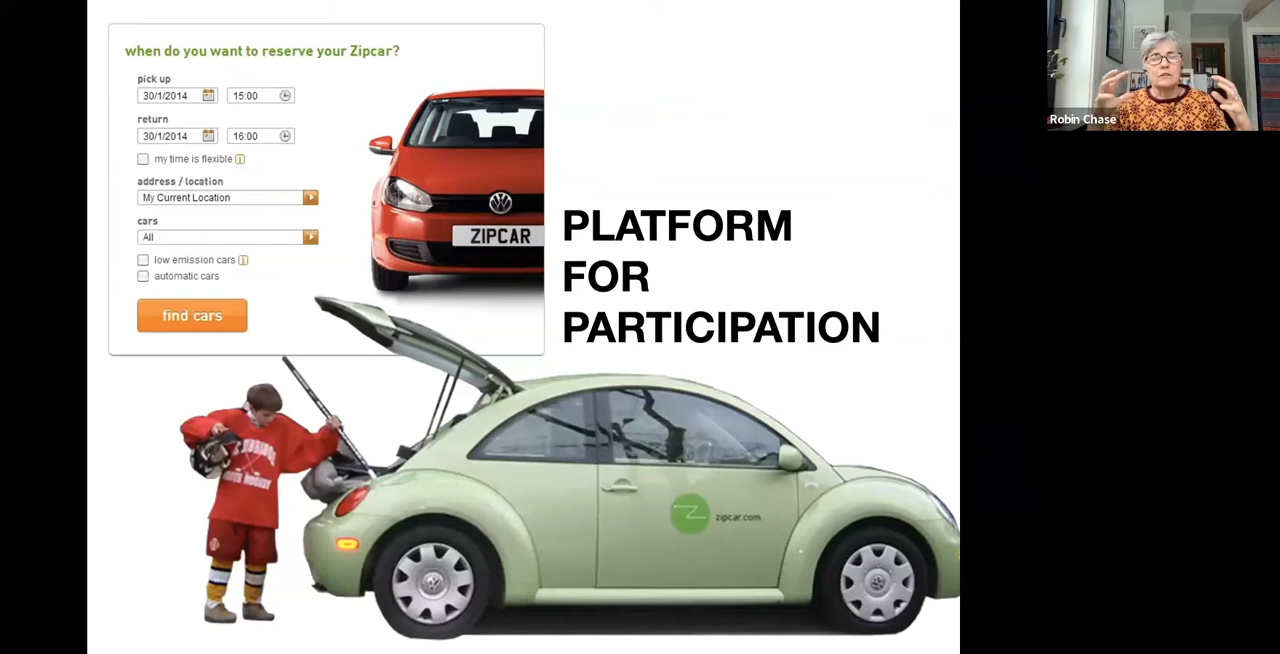 when do you want to reserve your Zipcar?
pick up
30/1/2014 15:00
return
30/1/2014 16:00
my time is flexible
address / location
My Current Location
cars
All
low emission cars
automatic cars
find cars
ZIPCAR
PLATFORM
FOR
PARTICIPATION
zipcar.com
Robin Chase